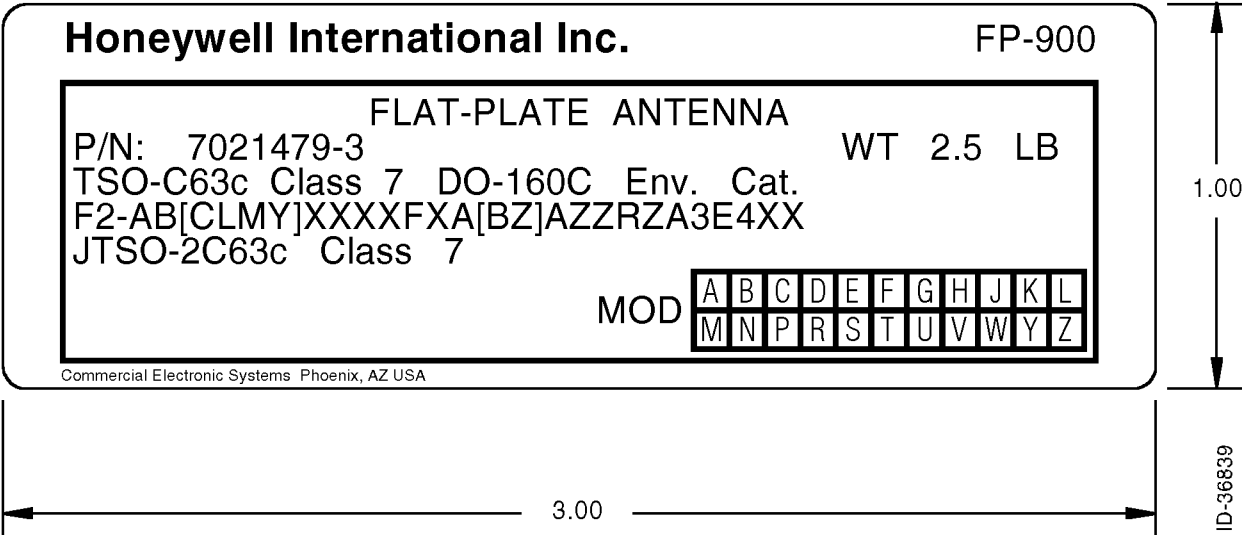 Honeywell International Inc. FP-900
FLAT-PLATE ANTENNA
P/N: 7021479-3 WT 2.5 LB
TSO-C63c Class 7 DO-160C Env. Cat.
F2-AB[CLMY]XXXXFXA[BZ]AZZRZA3E4XX
JTSO-2C63c Class 7
MOD
A B C D E F G H J K L
M N P R S T U V W Y Z
Commercial Electronic Systems Phoenix, AZ USA
1.00
3.00
ID-36839